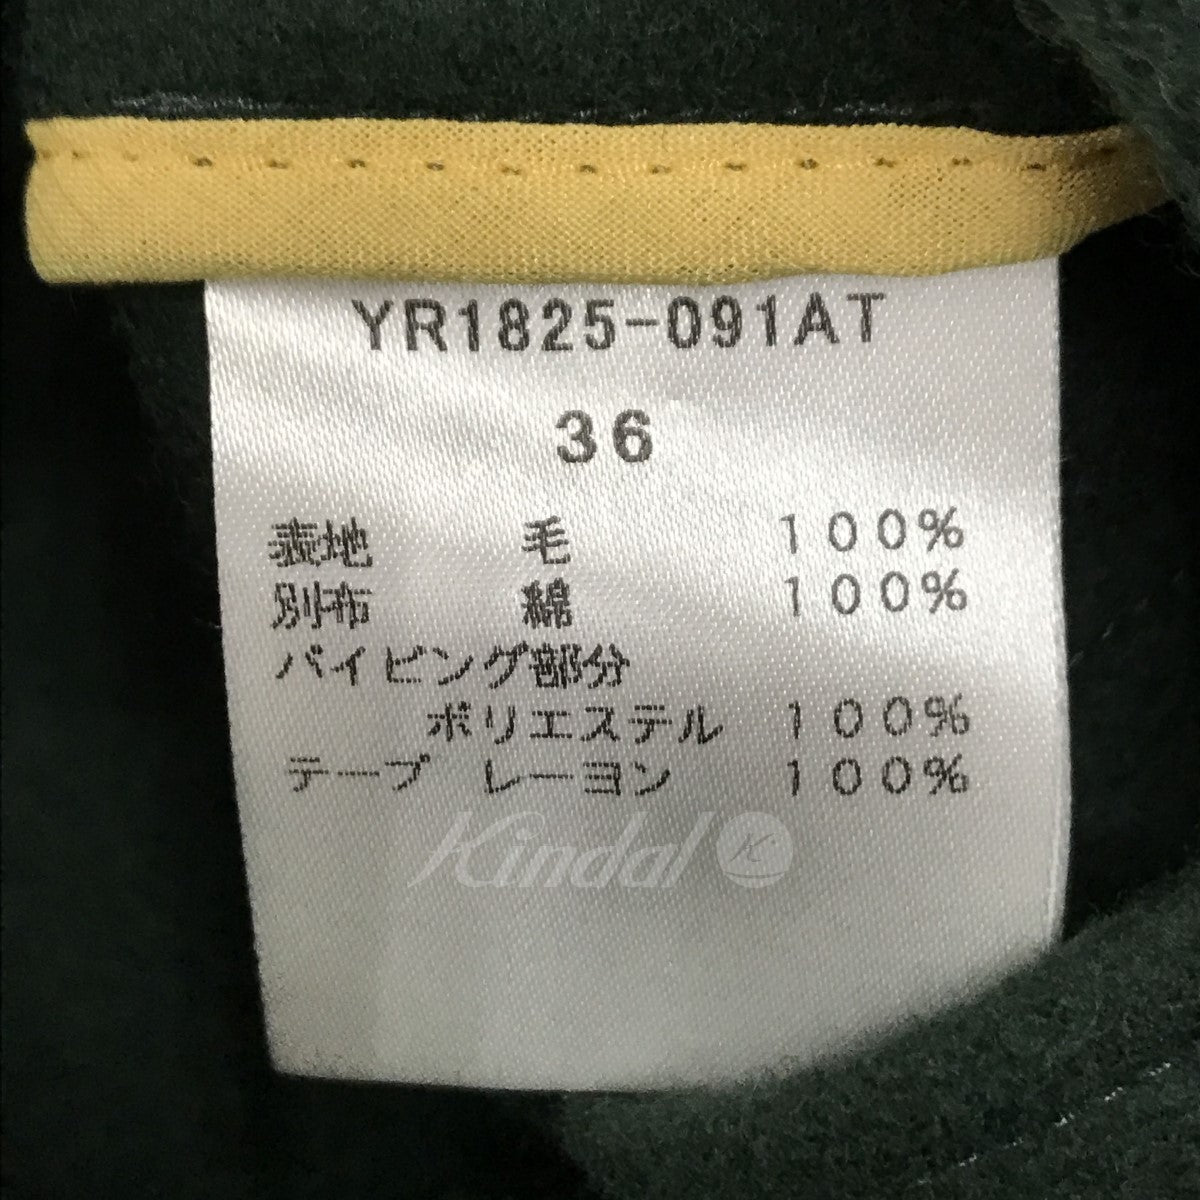 YR1825-091AT
36
表地 毛 100%
別布 綿 100%
パイピング部分
ポリエステル 100%
テープ レーヨン 100%
Kindal K